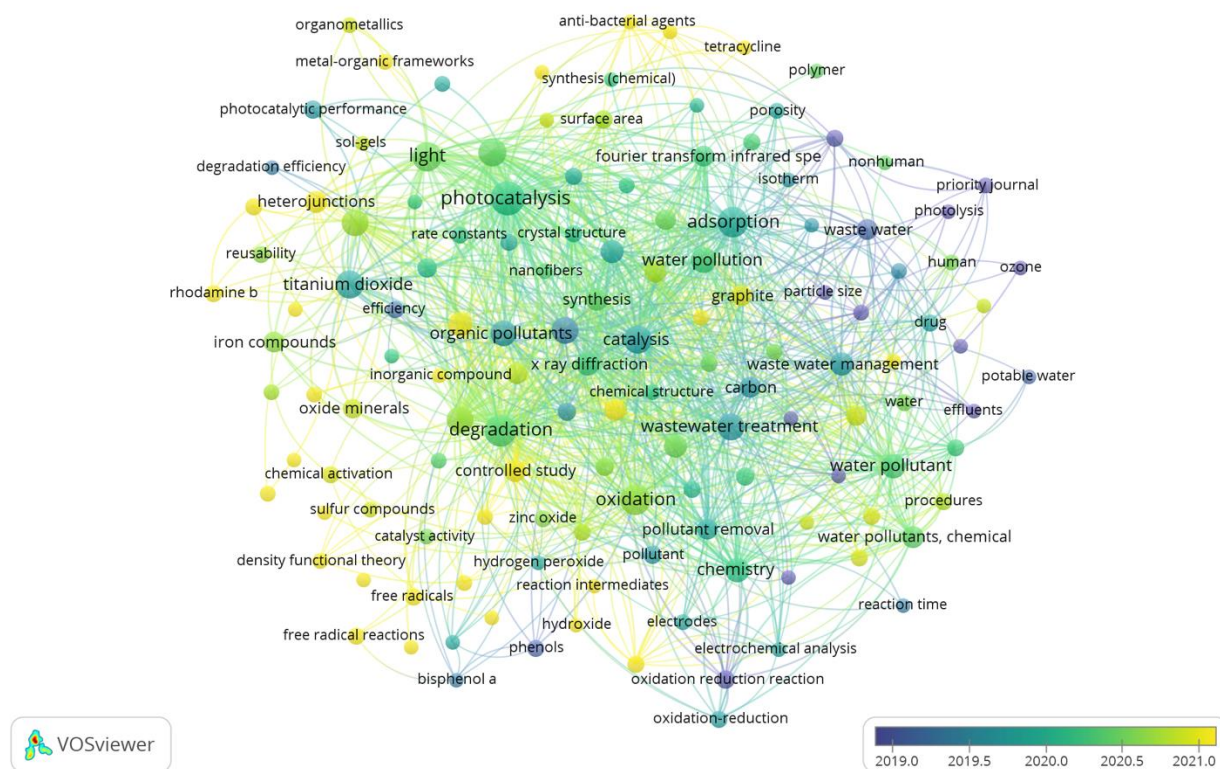 organometallics
anti-bacterial agents
tetracycline
metal-organic frameworks
synthesis (chemical)
polymer
photocatalytic performance
porosity
surface area
sol-gels
light
fourier transform infrared spe
nonhuman
degradation efficiency
isotherm
priority journal
photocatalysis
heterojunctions
adsorption
photolysis
waste water
rate constants
crystal structure
reusability
water pollution
human
ozone
nanofibers
titanium dioxide
rhodamine b
particle size
graphite
synthesis
efficiency
drug
organic pollutants
catalysis
iron compounds
x ray diffraction
waste water management
inorganic compound
potable water
chemical structure
carbon
oxide minerals
water
effluents
degradation
wastewater treatment
controlled study
water pollutant
chemical activation
oxidation
procedures
sulfur compounds
zinc oxide
pollutant removal
catalyst activity
water pollutants, chemical
pollutant
density functional theory
hydrogen peroxide
chemistry
reaction intermediates
free radicals
reaction time
electrodes
hydroxide
free radical reactions
phenols
electrochemical analysis
bisphenol a
oxidation reduction reaction
oxidation-reduction
VOSviewer
2019.0 2019.5 2020.0 2020.5 2021.0